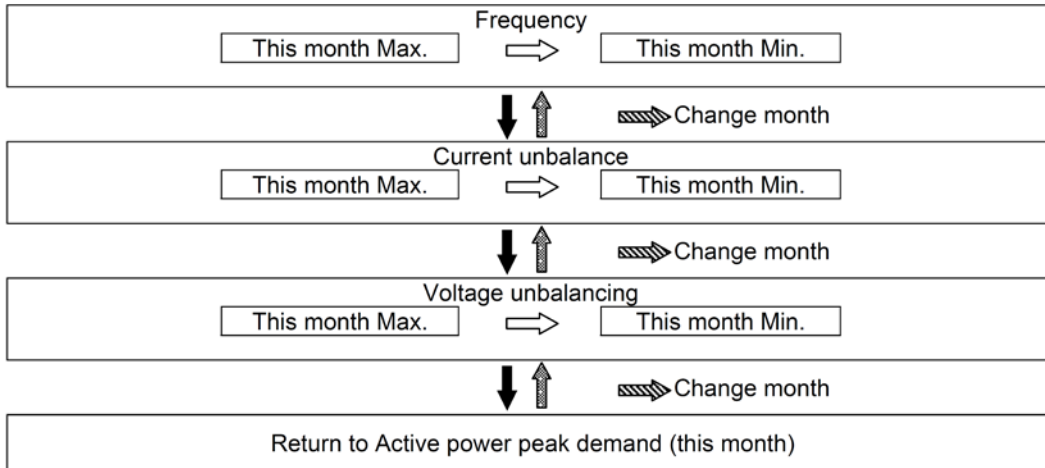 Frequency
This month Max.
This month Min.
Change month
Current unbalance
This month Max.
This month Min.
Change month
Voltage unbalancing
This month Max.
This month Min.
Change month
Return to Active power peak demand (this month)